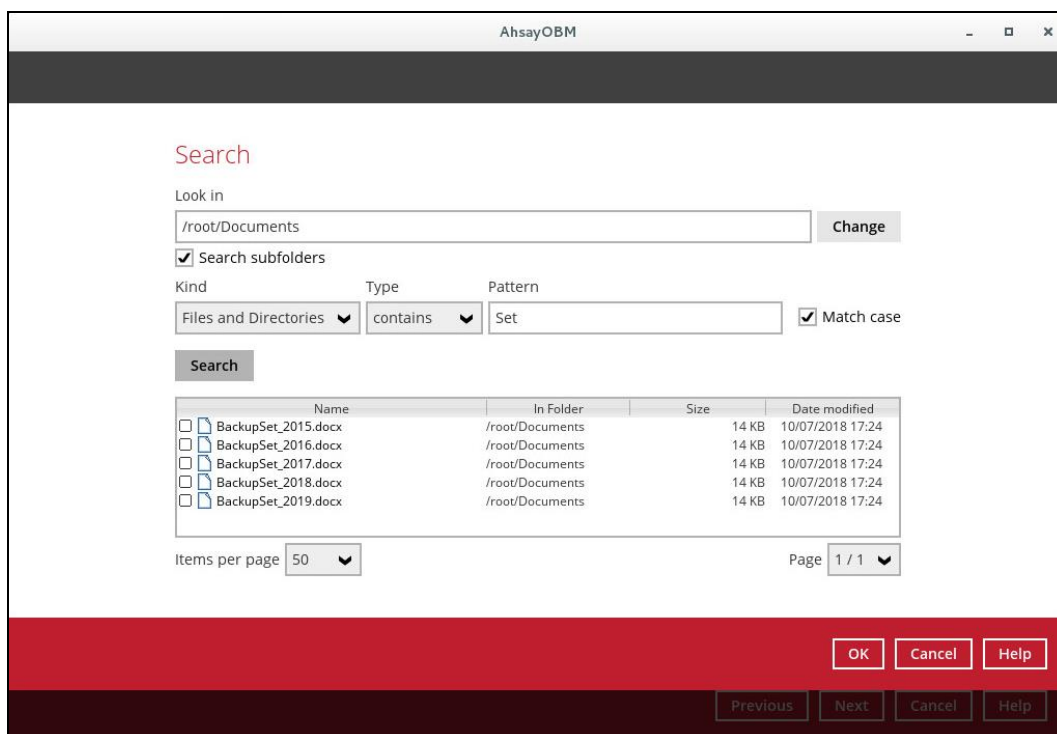 AhsayOBM
Search
Look in
/root/Documents Change
Search subfolders
Kind Type Pattern
Files and Directories contains Set Match case
Search
Name In Folder Size Date modified
BackupSet_2015.docx /root/Documents 14 KB 10/07/2018 17:24
BackupSet_2016.docx /root/Documents 14 KB 10/07/2018 17:24
BackupSet_2017.docx /root/Documents 14 KB 10/07/2018 17:24
BackupSet_2018.docx /root/Documents 14 KB 10/07/2018 17:24
BackupSet_2019.docx /root/Documents 14 KB 10/07/2018 17:24
Items per page 50 Page 1 / 1
OK Cancel Help
Previous Next Cancel Help